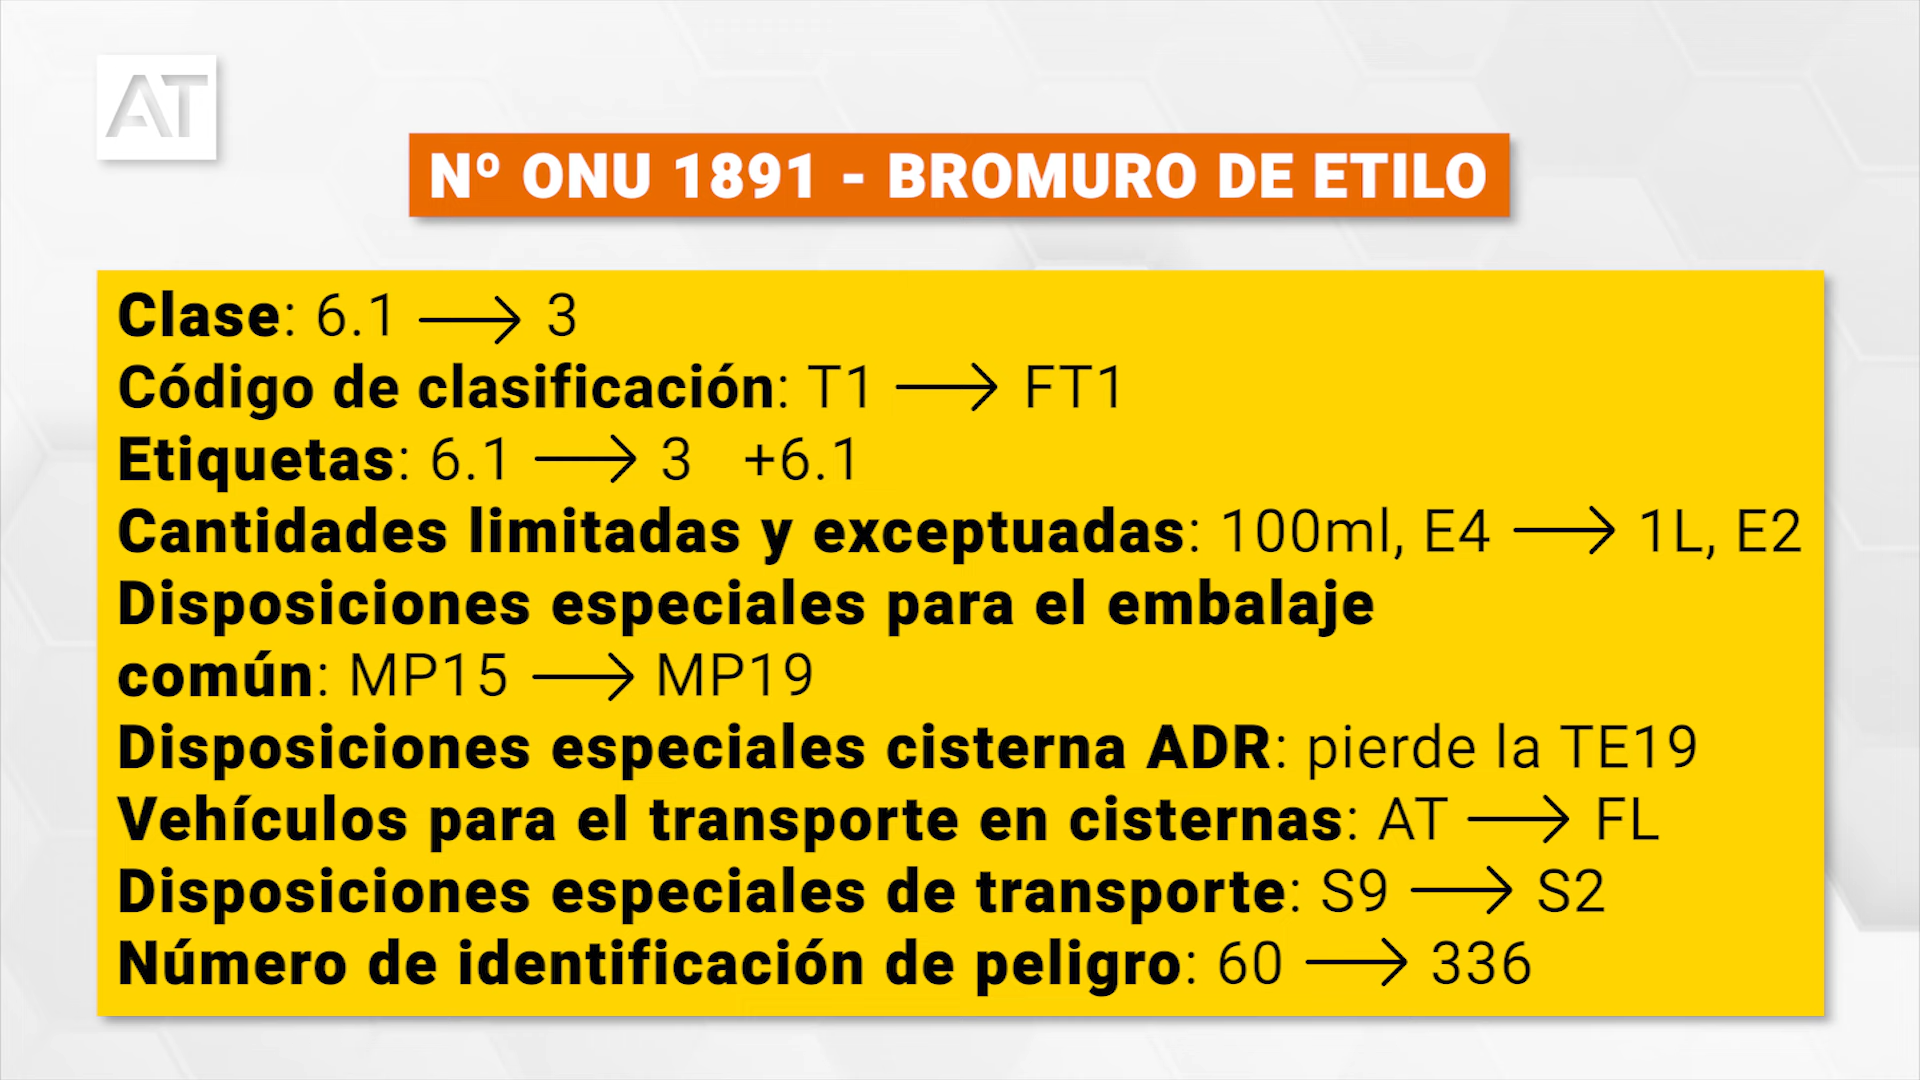 AT
Nº ONU 1891 - BROMURO DE ETILO
Clase: 6.1 ⟶ 3
Código de clasificación: T1 ⟶ FT1
Etiquetas: 6.1 ⟶ 3 +6.1
Cantidades limitadas y exceptuadas: 100ml, E4 ⟶ 1L, E2
Disposiciones especiales para el embalaje
común: MP15 ⟶ MP19
Disposiciones especiales cisterna ADR: pierde la TE19
Vehículos para el transporte en cisternas: AT ⟶ FL
Disposiciones especiales de transporte: S9 ⟶ S2
Número de identificación de peligro: 60 ⟶ 336